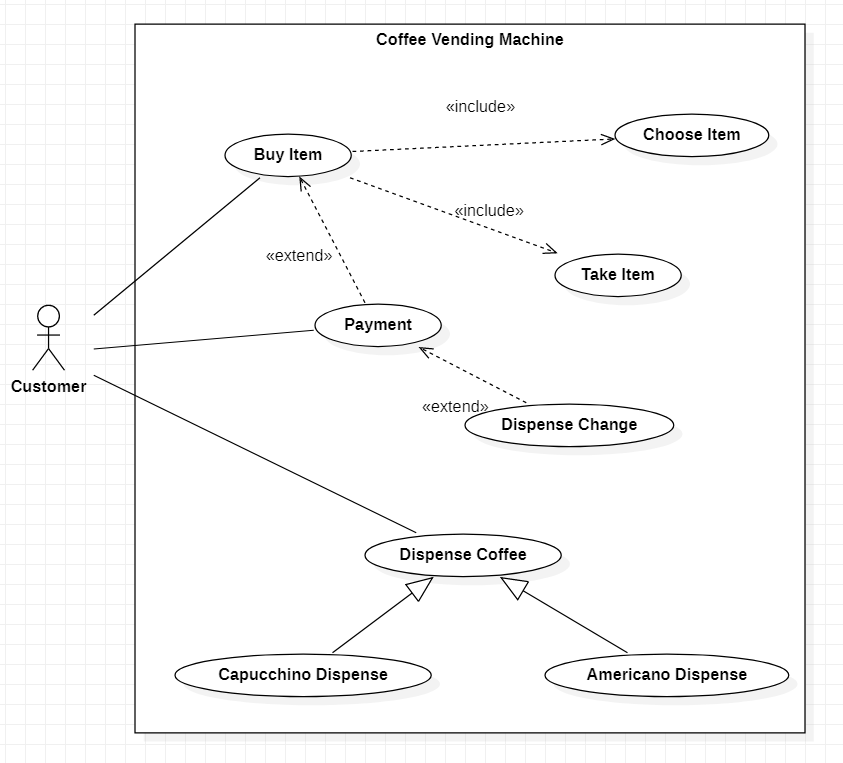 Coffee Vending Machine
«include»
Choose Item
Buy Item
«include»
«extend»
Take Item
Payment
Customer
«extend»
Dispense Change
Dispense Coffee
Capucchino Dispense
Americano Dispense